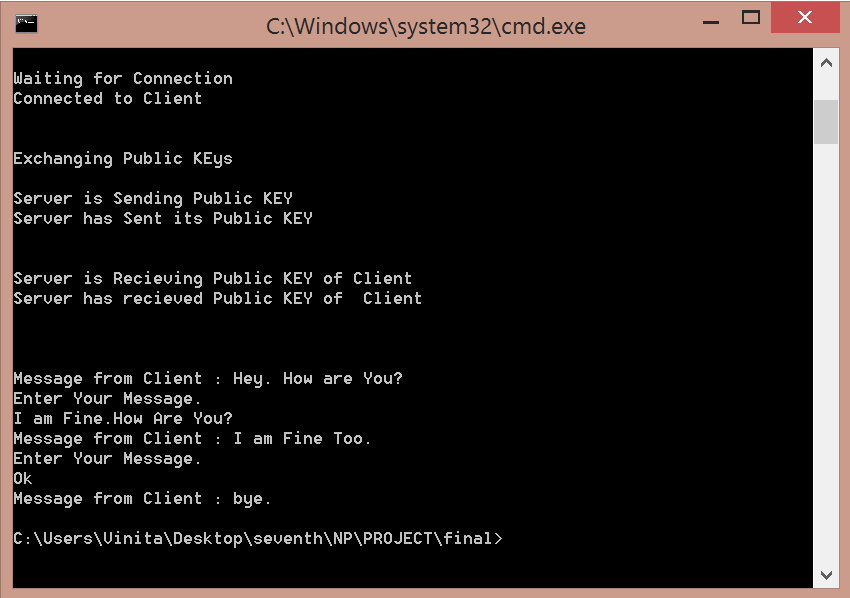 C:\Windows\system32\cmd.exe
Waiting for Connection
Connected to Client
Exchanging Public KEys
Server is Sending Public KEY
Server has Sent its Public KEY
Server is Recieving Public KEY of Client
Server has recieved Public KEY of  Client
Message from Client : Hey. How are You?
Enter Your Message.
I am Fine.How Are You?
Message from Client : I am Fine Too.
Enter Your Message.
Ok
Message from Client : bye.
C:\Users\Vinita\Desktop\seventh\NP\PROJECT\final>